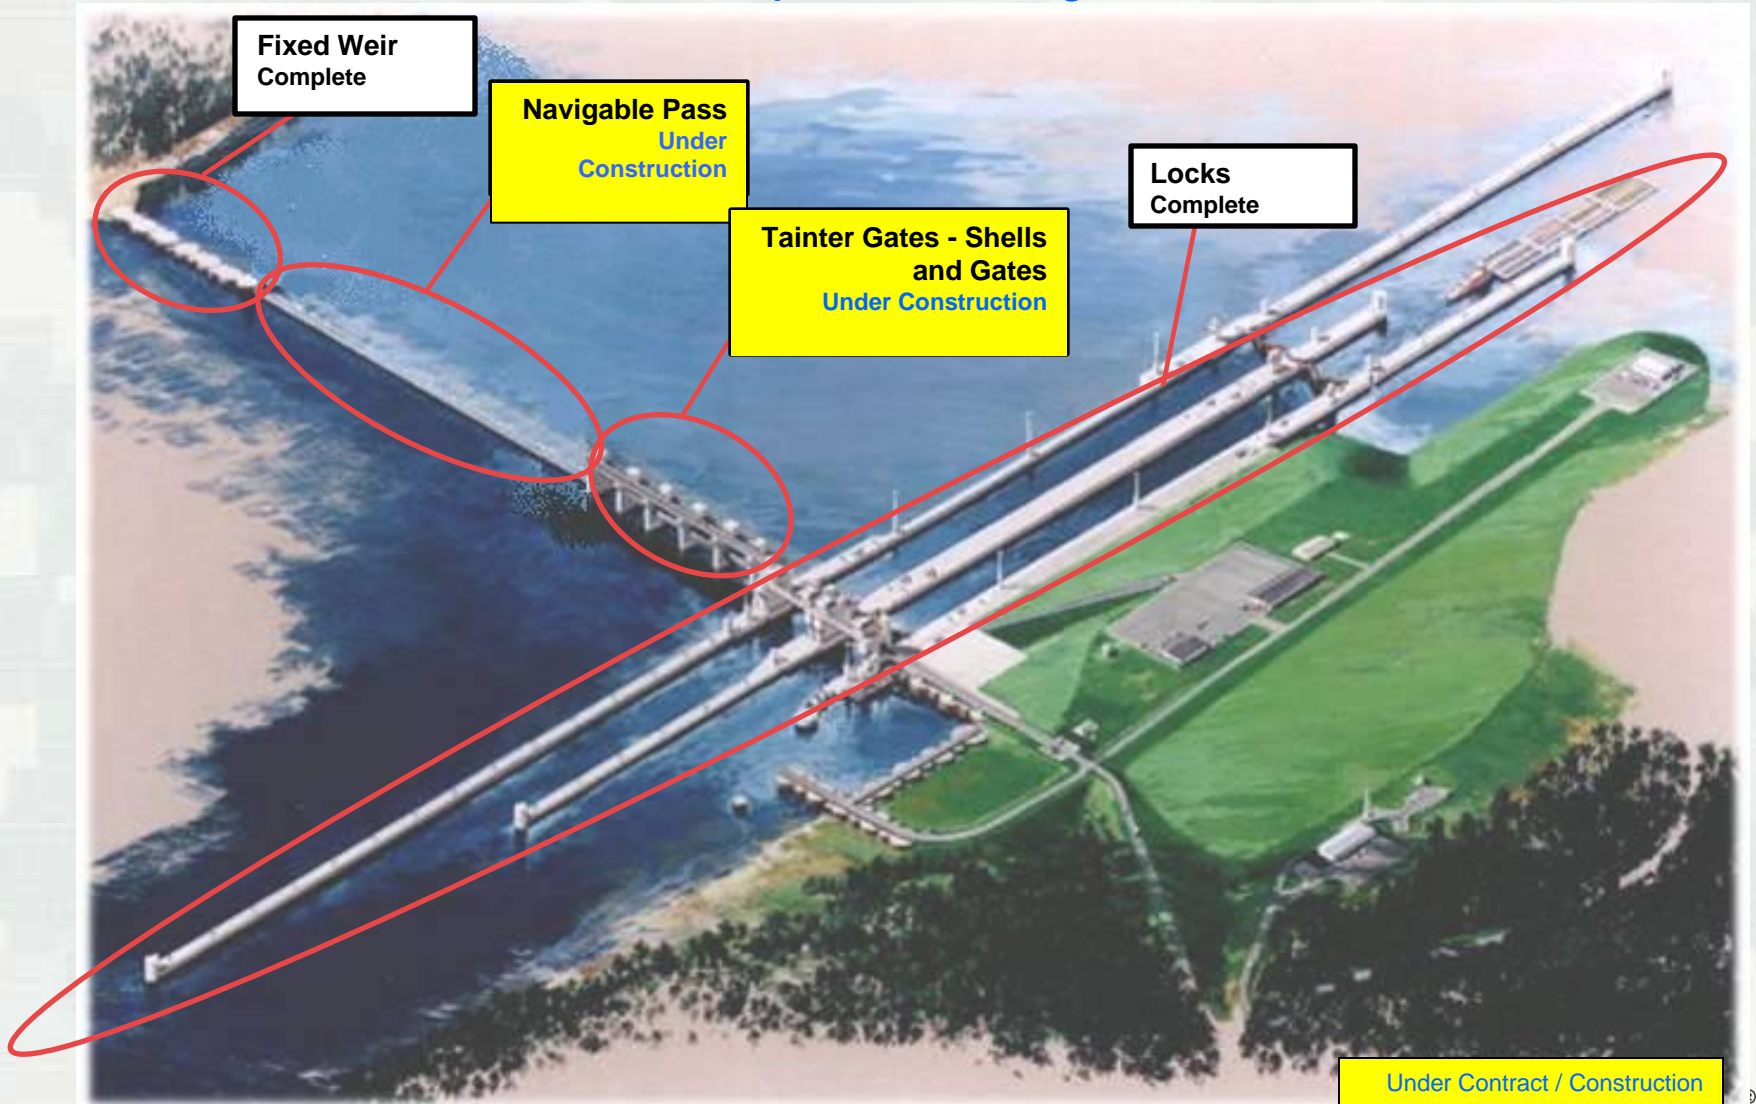 Fixed Weir
Complete
Navigable Pass
Under
Construction
Tainter Gates - Shells
and Gates
Under Construction
Locks
Complete
Under Contract / Construction
®